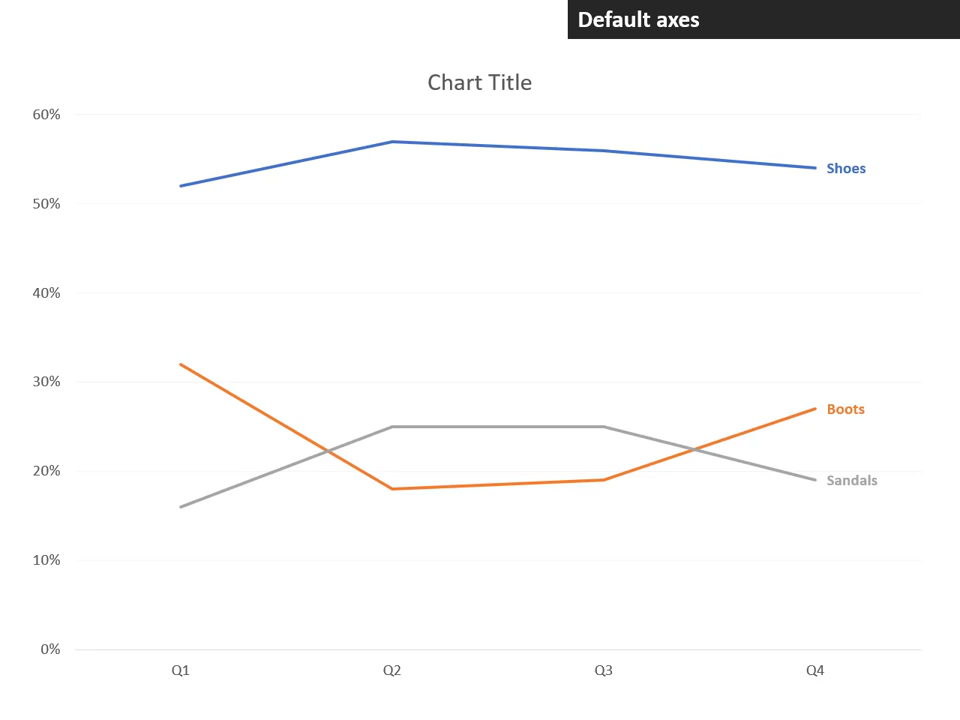 Default axes
Chart Title
60%
50%
40%
30%
20%
10%
0%
Shoes
Boots
Sandals
Q1 Q2 Q3 Q4